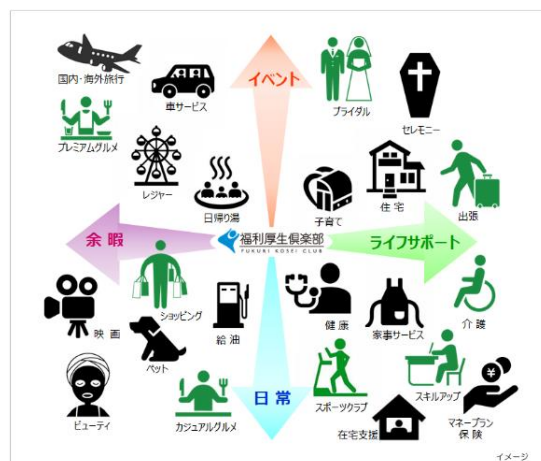 イベント
国内・海外旅行
車サービス
ブライダル
セレモニー
プレミアムグルメ
レジャー
日帰り湯
子育て
住宅
出張
余暇
福利厚生倶楽部
FUKURI KOSEI CLUB
ライフサポート
映画
ショッピング
給油
健康
家事サービス
介護
ペット
日常
スポーツクラブ
スキルアップ
ビューティ
カジュアルグルメ
在宅支援
マネープラン
保険
イメージ